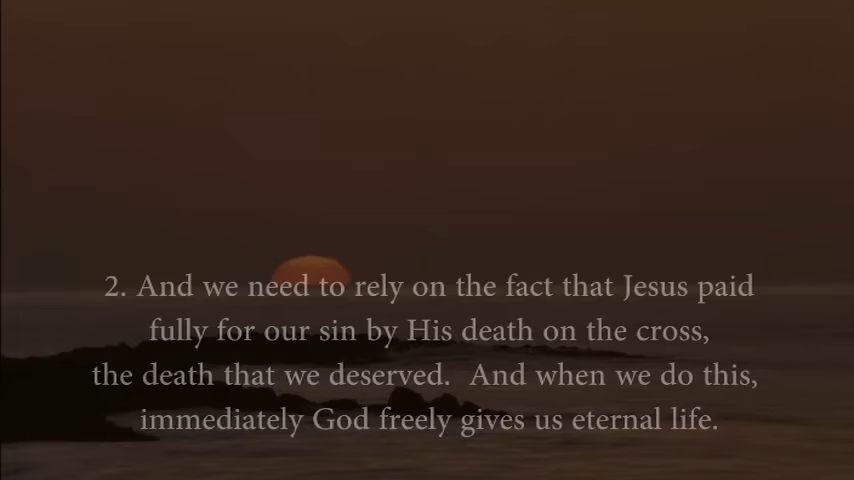 2. And we need to rely on the fact that Jesus paid
fully for our sin by His death on the cross,
the death that we deserved.  And when we do this,
immediately God freely gives us eternal life.